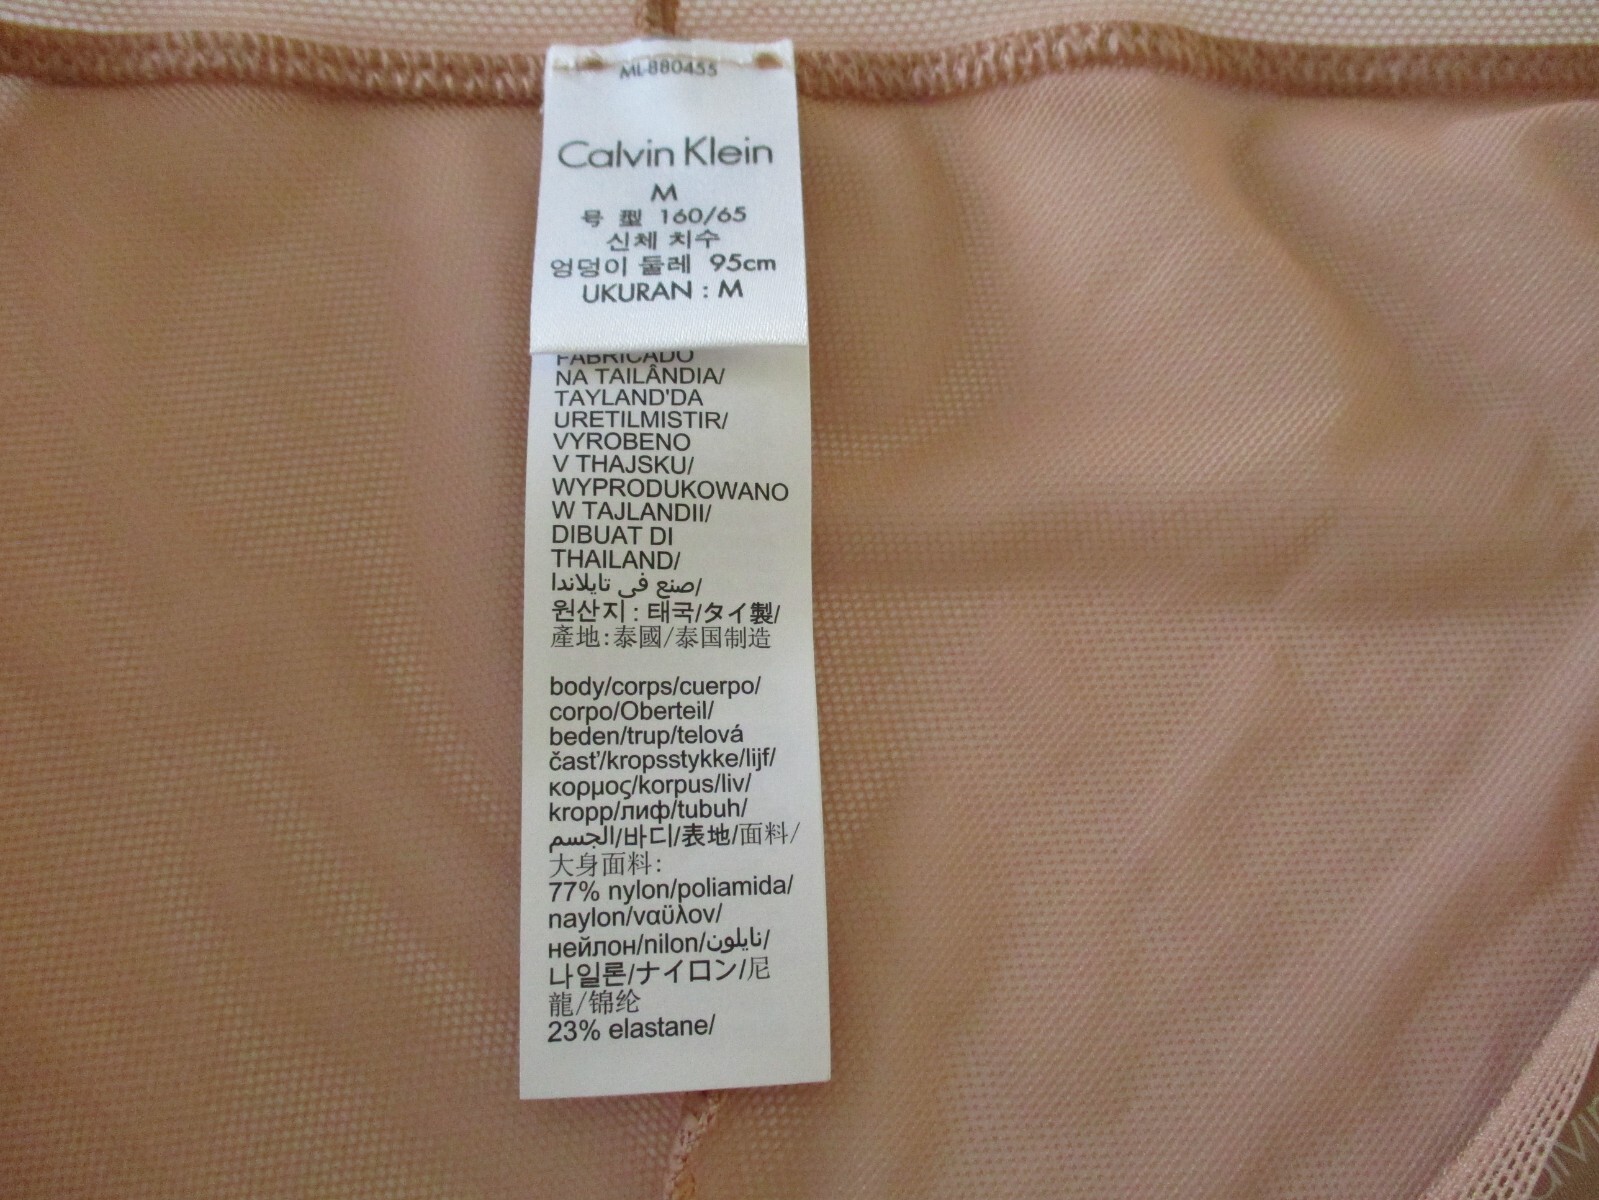 ML-880455
Calvin Klein
M
号 型 160/65
신체 치수
엉덩이 둘레 95cm
UKURAN : M
FABRICADO
NA TAILÂNDIA/
TAYLAND'DA
URETILMISTIR/
VYROBENO
V THAJSKU/
WYPRODUKOWANO
W TAJLANDII/
DIBUAT DI
THAILAND/
صنع في تايلاندا/
원산지 : 태국/タイ製/
產地:泰國/泰国制造
body/corps/cuerpo/
corpo/Oberteil/
beden/trup/telová
časť/kropsstykke/lijf/
κορμος/korpus/liv/
kropp/лиф/tubuh/
الجسم/바디/表地/面料/
大身面料:
77% nylon/poliamida/
naylon/ναϋλον/
нейлон/nilon/نايلون/
나일론/ナイロン/尼
龍/锦纶
23% elastane/